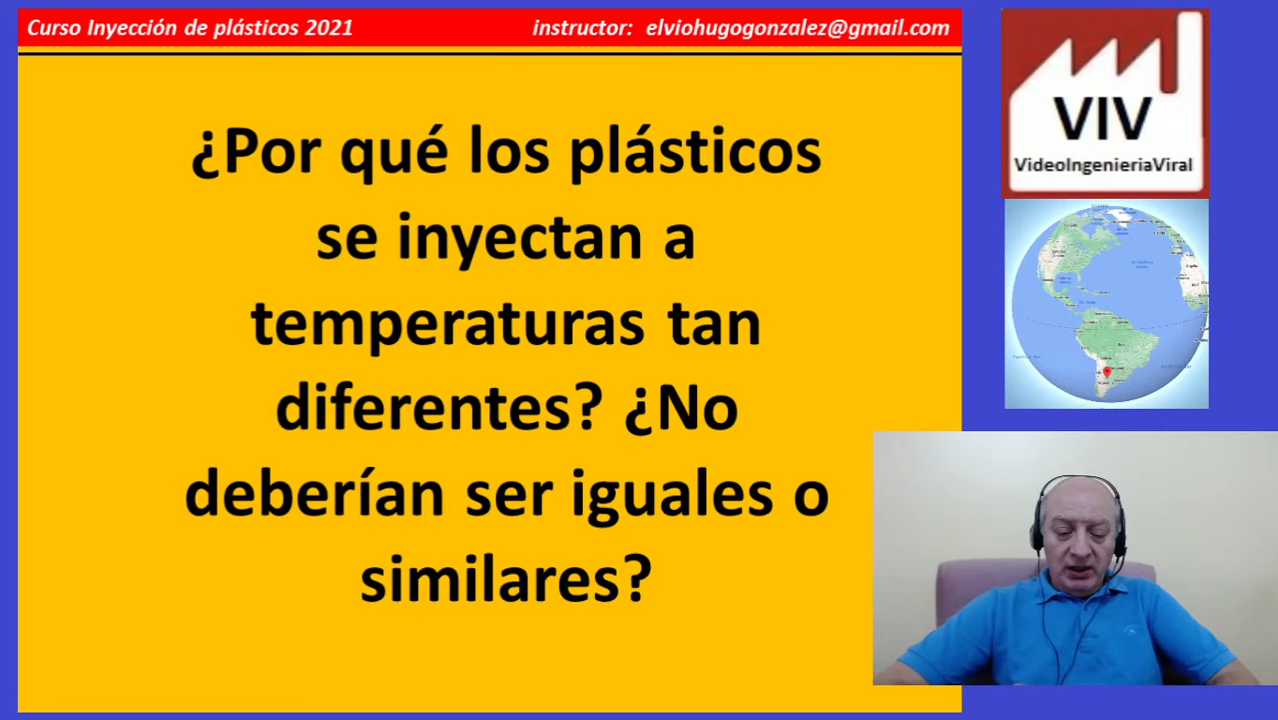 Curso Inyección de plásticos 2021 instructor: elviohugogonzalez@gmail.com
¿Por qué los plásticos
se inyectan a
temperaturas tan
diferentes? ¿No
deberían ser iguales o
similares?
VIV
VideoIngenieriaViral